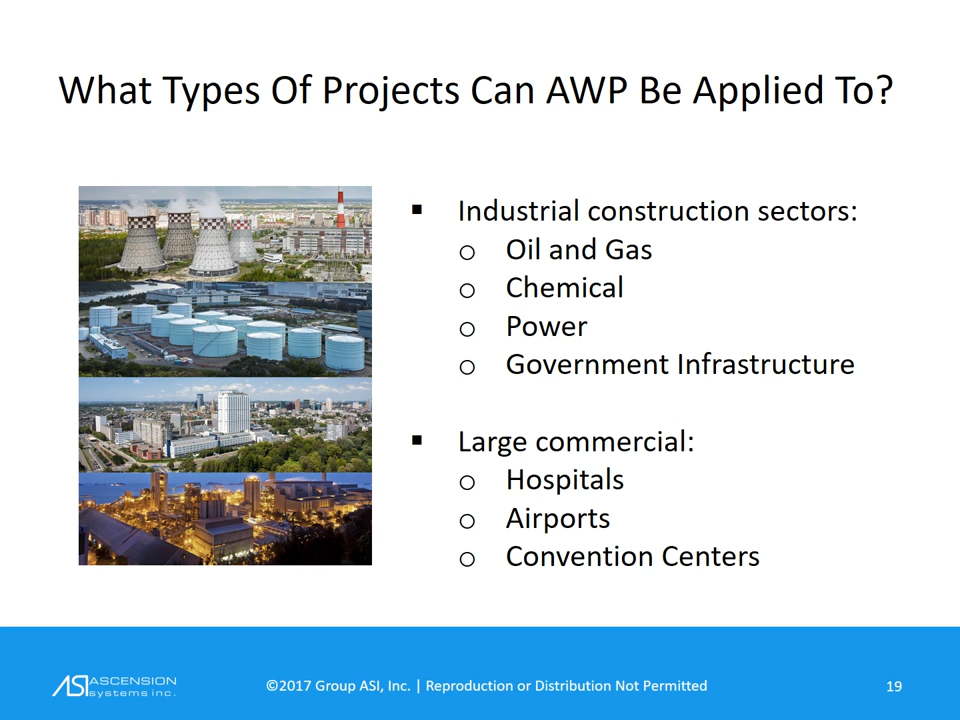 What Types Of Projects Can AWP Be Applied To?
▪ Industrial construction sectors:
o Oil and Gas
o Chemical
o Power
o Government Infrastructure
▪ Large commercial:
o Hospitals
o Airports
o Convention Centers
ASI ASCENSION
systems inc.
©2017 Group ASI, Inc. | Reproduction or Distribution Not Permitted
19